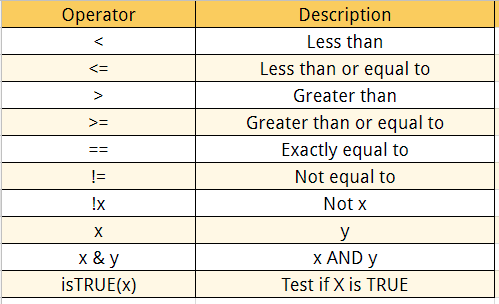 Operator Description
< Less than
<= Less than or equal to
> Greater than
>= Greater than or equal to
== Exactly equal to
!= Not equal to
!x Not x
x y
x & y x AND y
isTRUE(x) Test if X is TRUE